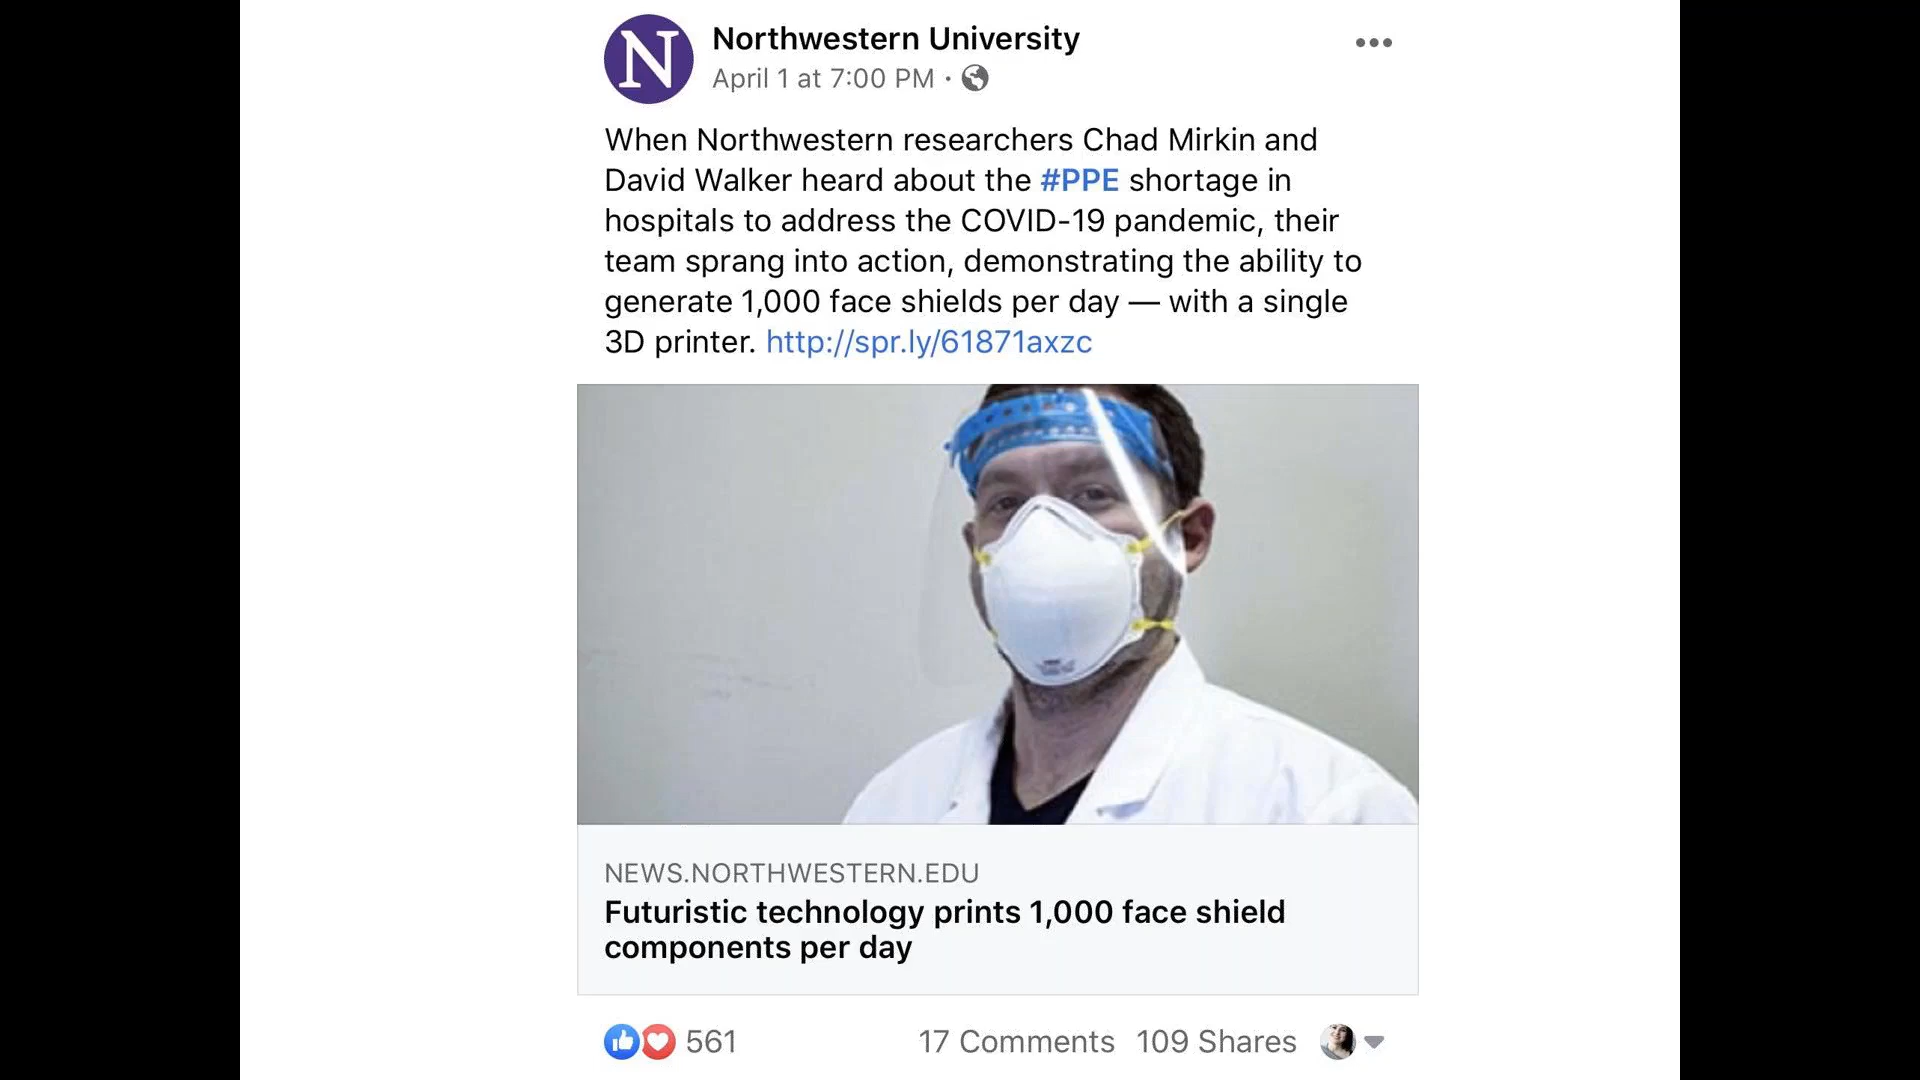 N
Northwestern University
April 1 at 7:00 PM ·
When Northwestern researchers Chad Mirkin and
David Walker heard about the #PPE shortage in
hospitals to address the COVID-19 pandemic, their
team sprang into action, demonstrating the ability to
generate 1,000 face shields per day — with a single
3D printer. http://spr.ly/61871axzc
NEWS.NORTHWESTERN.EDU
Futuristic technology prints 1,000 face shield
components per day
561 17 Comments 109 Shares